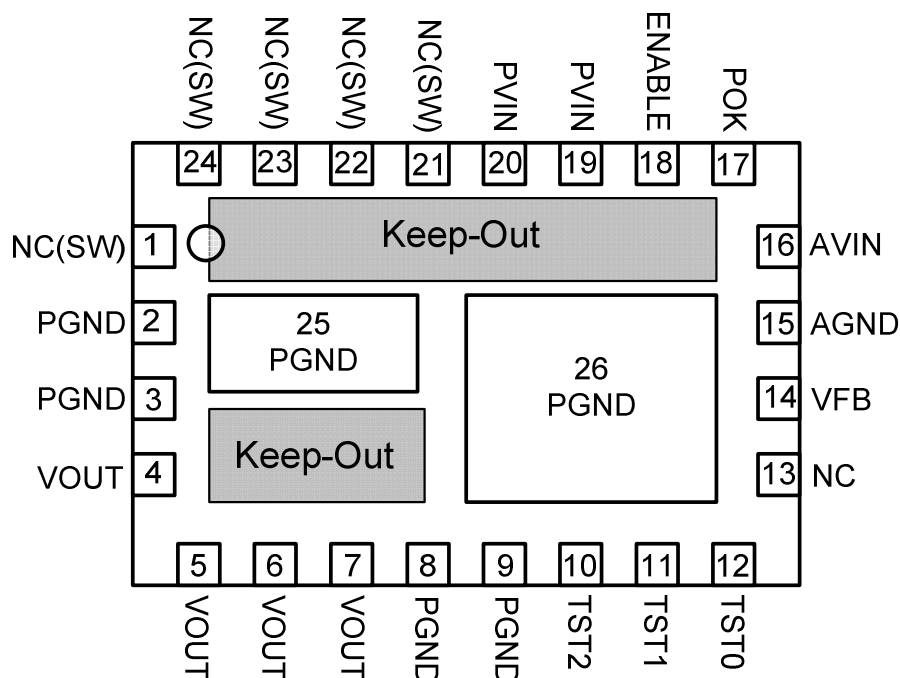 NC(SW)
NC(SW)
NC(SW)
NC(SW)
PVIN
PVIN
ENABLE
POK
24
23
22
21
20
19
18
17
NC(SW)
1
Keep-Out
16
AVIN
PGND
2
25
PGND
15
AGND
26
PGND
PGND
3
14
VFB
Keep-Out
VOUT
4
13
NC
5
6
7
8
9
10
11
12
VOUT
VOUT
VOUT
PGND
PGND
TST2
TST1
TST0